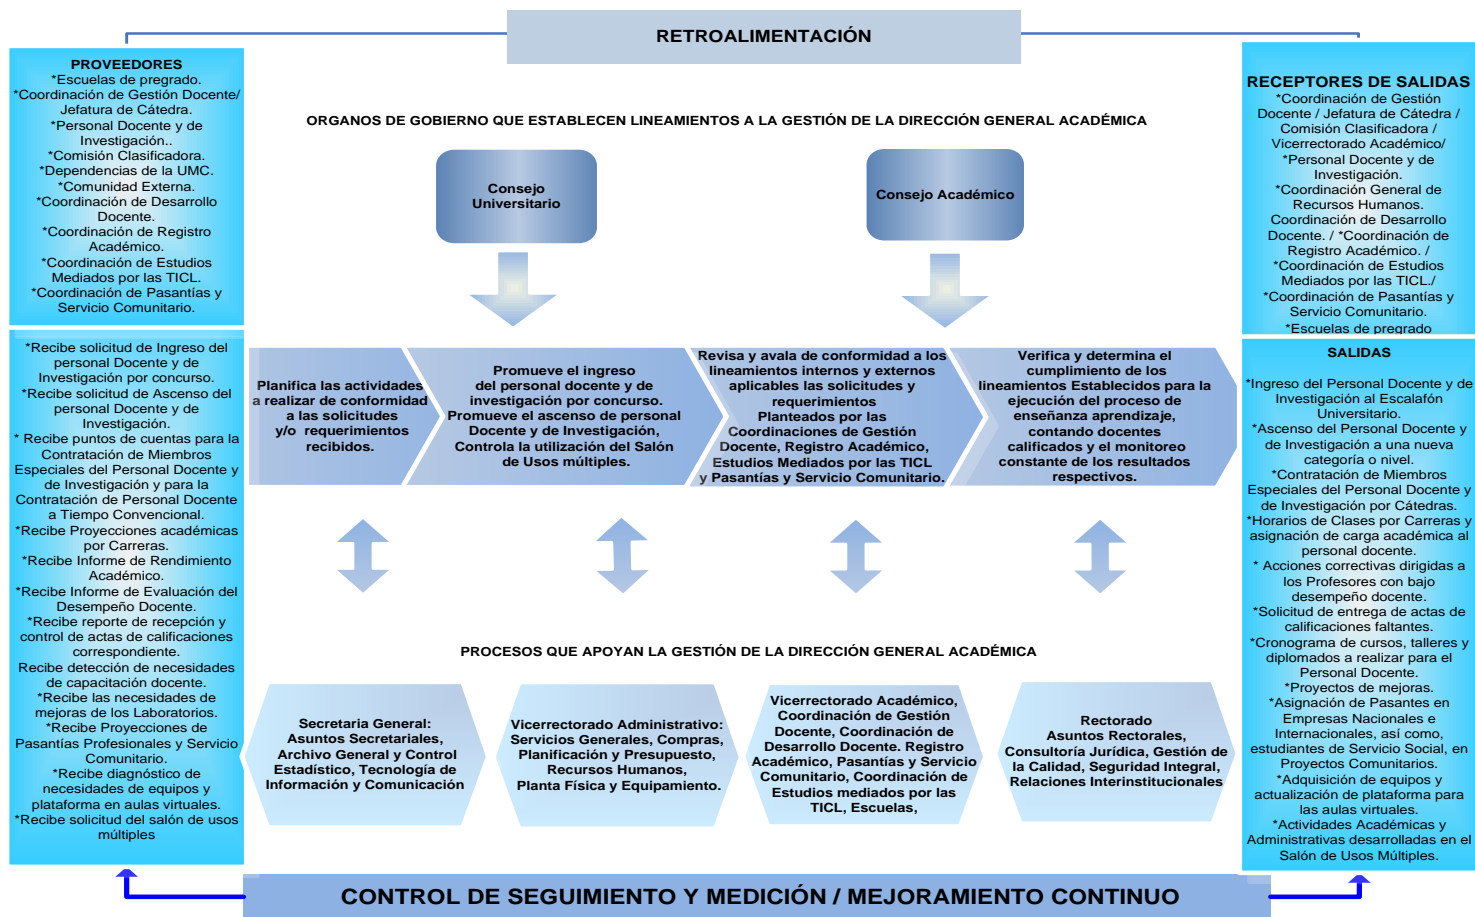 RETROALIMENTACIÓN
PROVEEDORES
*Escuelas de pregrado.
*Coordinación de Gestión Docente/
Jefatura de Cátedra.
*Personal Docente y de
Investigación..
*Comisión Clasificadora.
*Dependencias de la UMC.
*Comunidad Externa.
*Coordinación de Desarrollo
Docente.
*Coordinación de Registro
Académico.
*Coordinación de Estudios
Mediados por las TICL.
*Coordinación de Pasantías y
Servicio Comunitario.
*Recibe solicitud de Ingreso del
personal Docente y de
Investigación por concurso.
*Recibe solicitud de Ascenso del
personal Docente y de
Investigación.
* Recibe puntos de cuentas para la
Contratación de Miembros
Especiales del Personal Docente y
de Investigación y para la
Contratación de Personal Docente
a Tiempo Convencional.
*Recibe Proyecciones académicas
por Carreras.
*Recibe Informe de Rendimiento
Académico.
*Recibe Informe de Evaluación del
Desempeño Docente.
*Recibe reporte de recepción y
control de actas de calificaciones
correspondiente.
Recibe detección de necesidades
de capacitación docente.
*Recibe las necesidades de
mejoras de los Laboratorios.
*Recibe Proyecciones de
Pasantías Profesionales y Servicio
Comunitario.
*Recibe diagnóstico de
necesidades de equipos y
plataforma en aulas virtuales.
*Recibe solicitud del salón de usos
múltiples
ORGANOS DE GOBIERNO QUE ESTABLECEN LINEAMIENTOS A LA GESTIÓN DE LA DIRECCIÓN GENERAL ACADÉMICA
Consejo
Universitario
Consejo Académico
Planifica las actividades
a realizar de conformidad
a las solicitudes
y/o requerimientos
recibidos.
Promueve el ingreso
del personal docente y de
investigación por concurso.
Promueve el ascenso de personal
Docente y de Investigación,
Controla la utilización del Salón
de Usos múltiples.
Revisa y avala de conformidad a los
lineamientos internos y externos
aplicables las solicitudes y
requerimientos
Planteados por las
Coordinaciones de Gestión
Docente, Registro Académico,
Estudios Mediados por las TICL
y Pasantías y Servicio Comunitario.
Verifica y determina el
cumplimiento de los
lineamientos Establecidos para la
ejecución del proceso de
enseñanza aprendizaje,
contando docentes
calificados y el monitoreo
constante de los resultados
respectivos.
PROCESOS QUE APOYAN LA GESTIÓN DE LA DIRECCIÓN GENERAL ACADÉMICA
Secretaria General:
Asuntos Secretariales,
Archivo General y Control
Estadístico, Tecnología de
Información y Comunicación
Vicerrectorado Administrativo:
Servicios Generales, Compras,
Planificación y Presupuesto,
Recursos Humanos,
Planta Física y Equipamiento.
Vicerrectorado Académico,
Coordinación de Gestión
Docente, Coordinación de
Desarrollo Docente. Registro
Académico, Pasantías y Servicio
Comunitario, Coordinación de
Estudios mediados por las
TICL, Escuelas,
Rectorado
Asuntos Rectorales,
Consultoría Jurídica, Gestión de
la Calidad, Seguridad Integral,
Relaciones Interinstitucionales
RECEPTORES DE SALIDAS
*Coordinación de Gestión
Docente / Jefatura de Cátedra /
Comisión Clasificadora /
Vicerrectorado Académico/
*Personal Docente y de
Investigación.
*Coordinación General de
Recursos Humanos.
Coordinación de Desarrollo
Docente. / *Coordinación de
Registro Académico. /
*Coordinación de Estudios
Mediados por las TICL./
*Coordinación de Pasantías y
Servicio Comunitario.
*Escuelas de pregrado
SALIDAS
*Ingreso del Personal Docente y de
Investigación al Escalafón
Universitario.
*Ascenso del Personal Docente y
de Investigación a una nueva
categoría o nivel.
*Contratación de Miembros
Especiales del Personal Docente y
de Investigación por Cátedras.
*Horarios de Clases por Carreras y
asignación de carga académica al
personal docente.
* Acciones correctivas dirigidas a
los Profesores con bajo
desempeño docente.
*Solicitud de entrega de actas de
calificaciones faltantes.
*Cronograma de cursos, talleres y
diplomados a realizar para el
Personal Docente.
*Proyectos de mejoras.
*Asignación de Pasantes en
Empresas Nacionales e
Internacionales, así como,
estudiantes de Servicio Social, en
Proyectos Comunitarios.
*Adquisición de equipos y
actualización de plataforma para
las aulas virtuales.
*Actividades Académicas y
Administrativas desarrolladas en el
Salón de Usos Múltiples.
CONTROL DE SEGUIMIENTO Y MEDICIÓN / MEJORAMIENTO CONTINUO